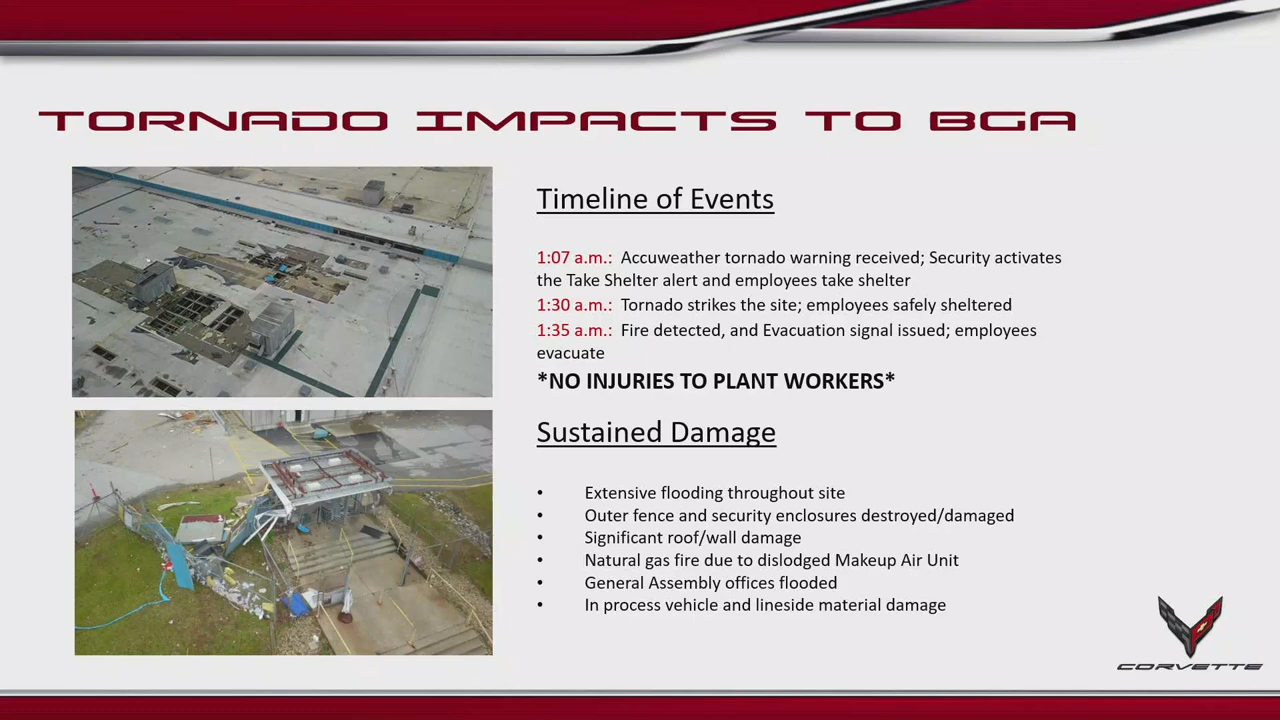 TORNADO IMPACTS TO BGA
Timeline of Events
1:07 a.m.: Accuweather tornado warning received; Security activates
the Take Shelter alert and employees take shelter
1:30 a.m.: Tornado strikes the site; employees safely sheltered
1:35 a.m.: Fire detected, and Evacuation signal issued; employees
evacuate
*NO INJURIES TO PLANT WORKERS*
Sustained Damage
• Extensive flooding throughout site
• Outer fence and security enclosures destroyed/damaged
• Significant roof/wall damage
• Natural gas fire due to dislodged Makeup Air Unit
• General Assembly offices flooded
• In process vehicle and lineside material damage
CORVETTE